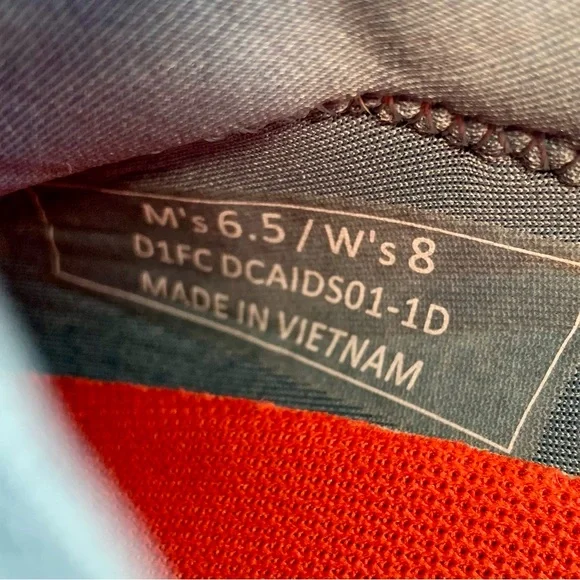 M's 6.5 / W's 8
D1FC DCAIDS01-1D
MADE IN VIETNAM